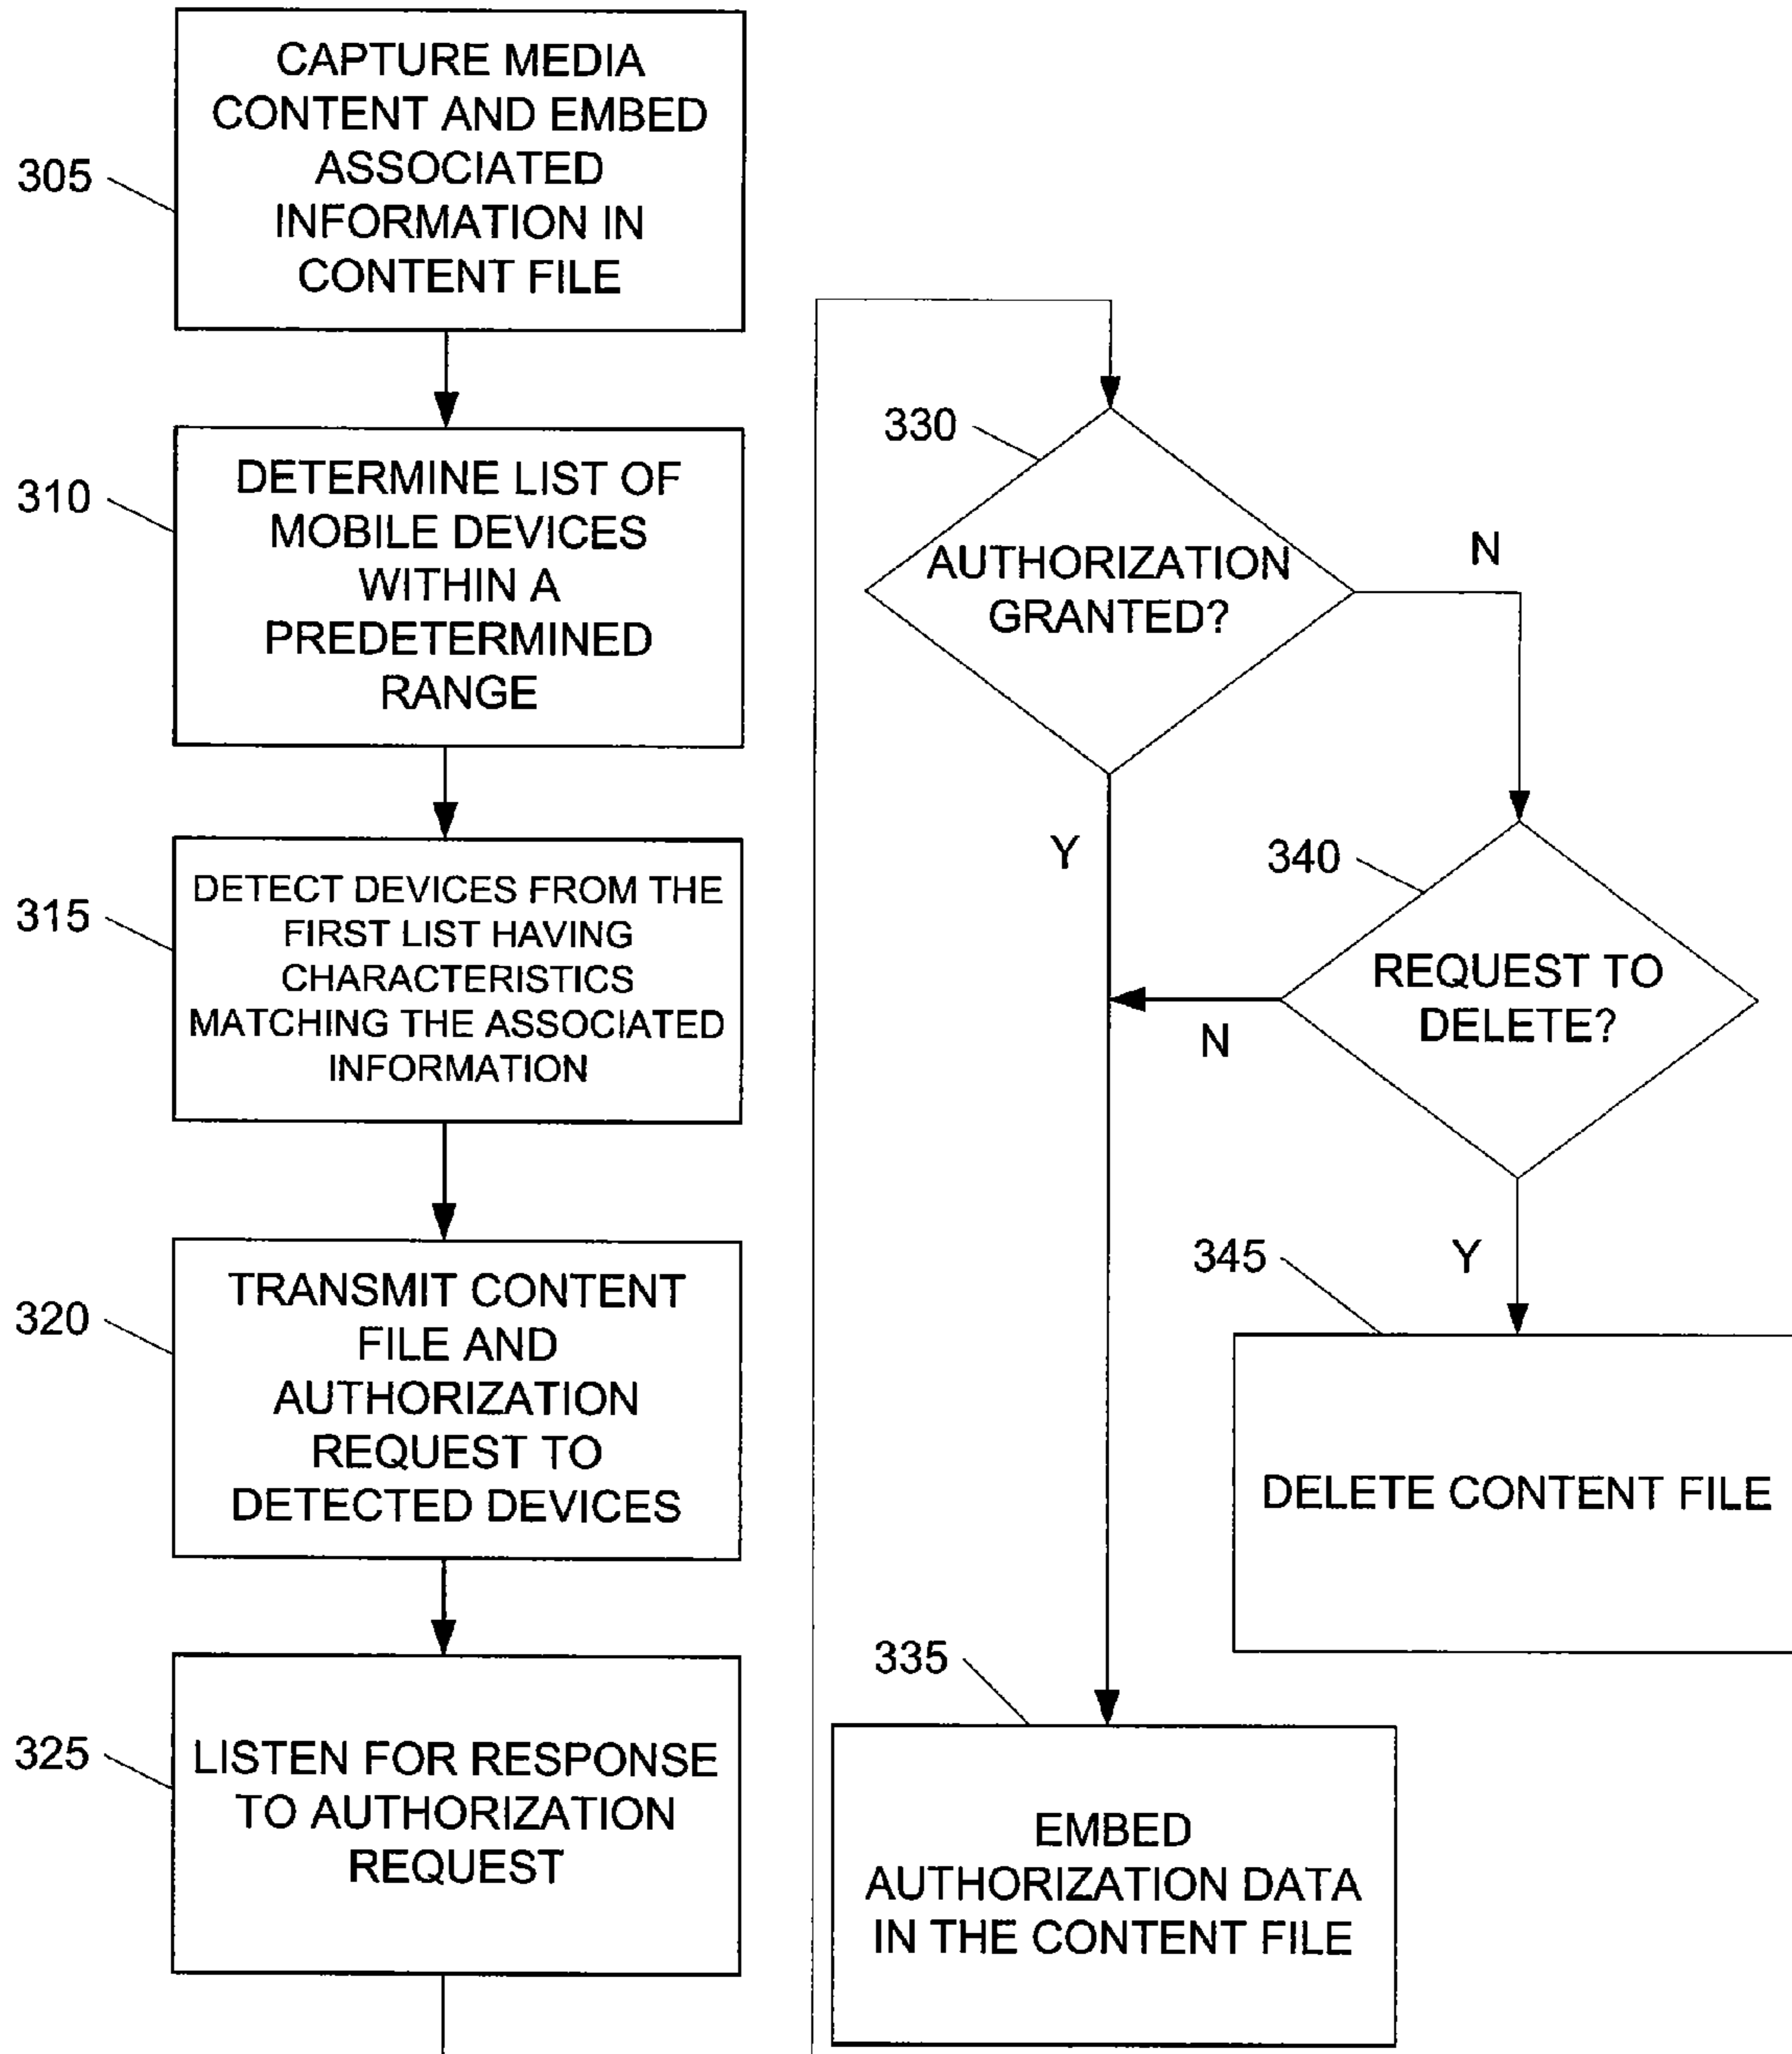 305
CAPTURE MEDIA
CONTENT AND EMBED
ASSOCIATED
INFORMATION IN
CONTENT FILE
310
DETERMINE LIST OF
MOBILE DEVICES
WITHIN A
PREDETERMINED
RANGE
315
DETECT DEVICES FROM THE
FIRST LIST HAVING
CHARACTERISTICS
MATCHING THE ASSOCIATED
INFORMATION
320
TRANSMIT CONTENT
FILE AND
AUTHORIZATION
REQUEST TO
DETECTED DEVICES
325
LISTEN FOR RESPONSE
TO AUTHORIZATION
REQUEST
330
AUTHORIZATION
GRANTED?
N
Y
340
REQUEST TO
DELETE?
N
Y
345
DELETE CONTENT FILE
335
EMBED
AUTHORIZATION DATA
IN THE CONTENT FILE